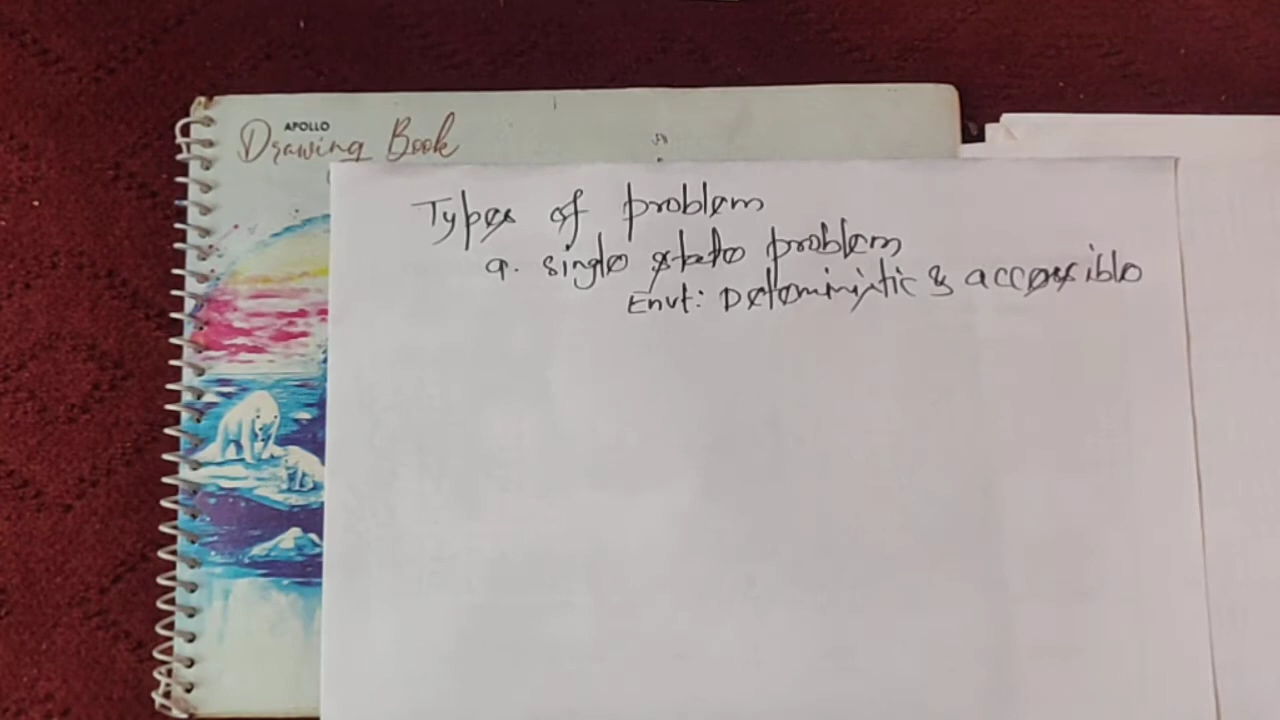 APOLLO
Drawing Book
Types of problem
a. single state problem
Envt: Deterministic & accessible